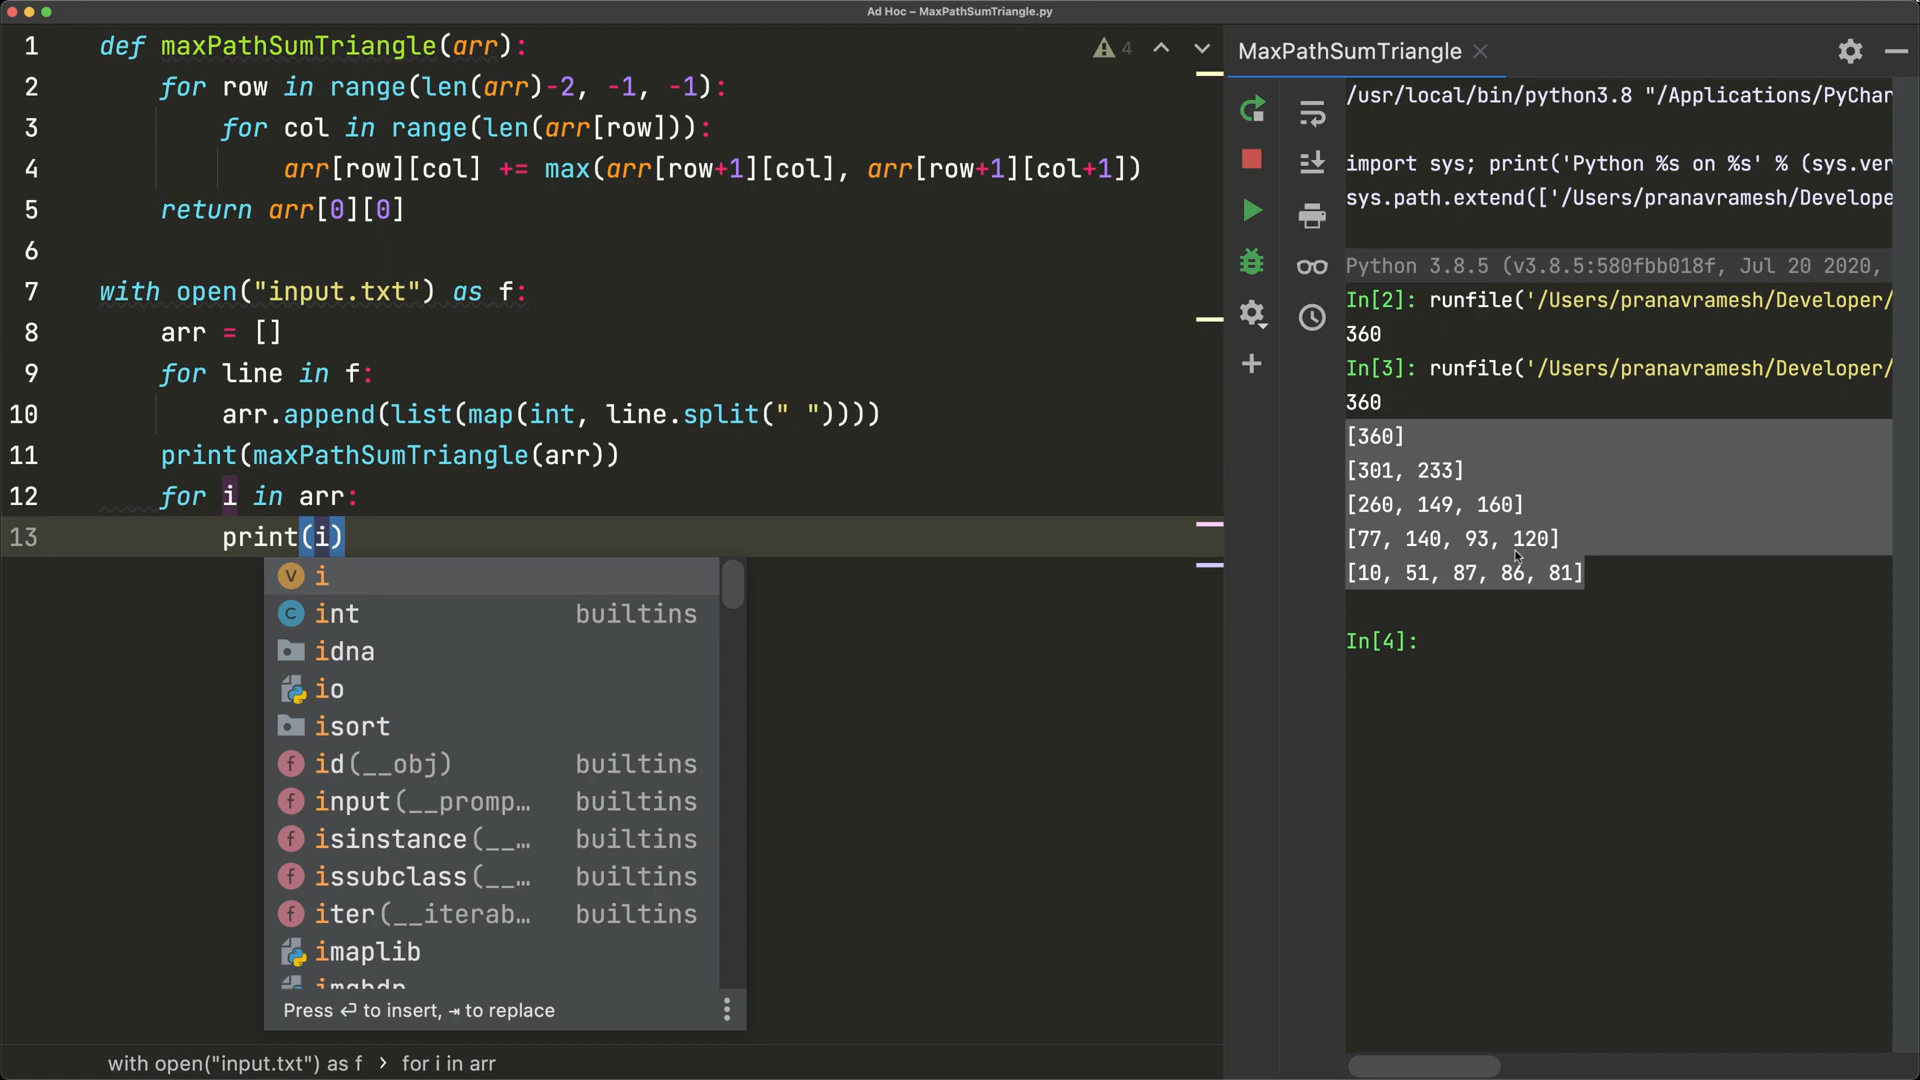 Ad Hoc – MaxPathSumTriangle.py
1 def maxPathSumTriangle(arr):
2 for row in range(len(arr)-2, -1, -1):
3 for col in range(len(arr[row])):
4 arr[row][col] += max(arr[row+1][col], arr[row+1][col+1])
5 return arr[0][0]
6
7 with open("input.txt") as f:
8 arr = []
9 for line in f:
10 arr.append(list(map(int, line.split(" "))))
11 print(maxPathSumTriangle(arr))
12 for i in arr:
13 print(i)
4
V i
C int builtins
idna
io
isort
f id(__obj) builtins
f input(__promp… builtins
f isinstance(__… builtins
f issubclass(__… builtins
f iter(__iterab… builtins
imaplib
Press ⏎ to insert, ⇥ to replace
with open("input.txt") as f › for i in arr
MaxPathSumTriangle
/usr/local/bin/python3.8 "/Applications/PyChar
import sys; print('Python %s on %s' % (sys.ver
sys.path.extend(['/Users/pranavramesh/Develope
Python 3.8.5 (v3.8.5:580fbb018f, Jul 20 2020,
In[2]: runfile('/Users/pranavramesh/Developer/
360
In[3]: runfile('/Users/pranavramesh/Developer/
360
[360]
[301, 233]
[260, 149, 160]
[77, 140, 93, 120]
[10, 51, 87, 86, 81]
In[4]: